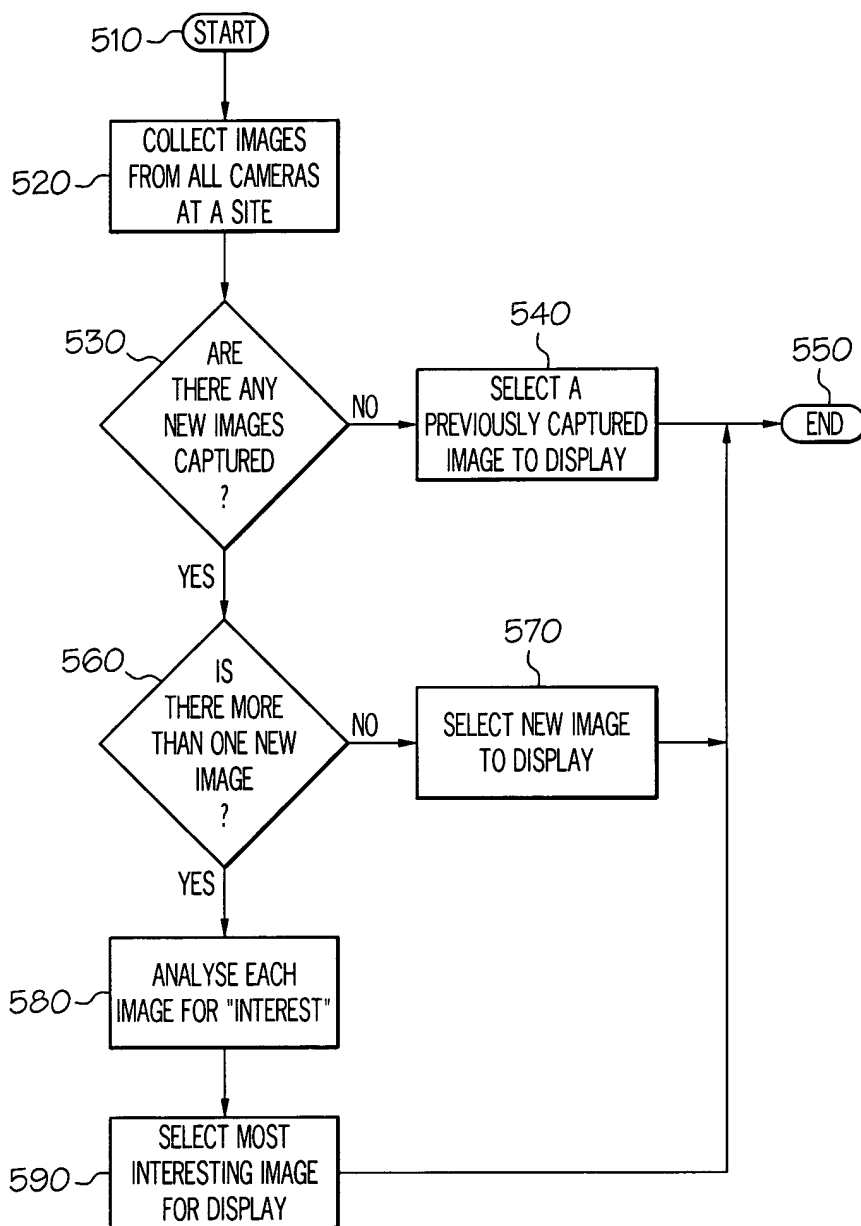 510
START
COLLECT IMAGES
FROM ALL CAMERAS
AT A SITE
520
530
ARE
THERE ANY
NEW IMAGES
CAPTURED
?
NO
540
SELECT A
PREVIOUSLY CAPTURED
IMAGE TO DISPLAY
550
END
YES
560
IS
THERE MORE
THAN ONE NEW
IMAGE
?
NO
570
SELECT NEW IMAGE
TO DISPLAY
YES
580
ANALYSE EACH
IMAGE FOR "INTEREST"
590
SELECT MOST
INTERESTING IMAGE
FOR DISPLAY